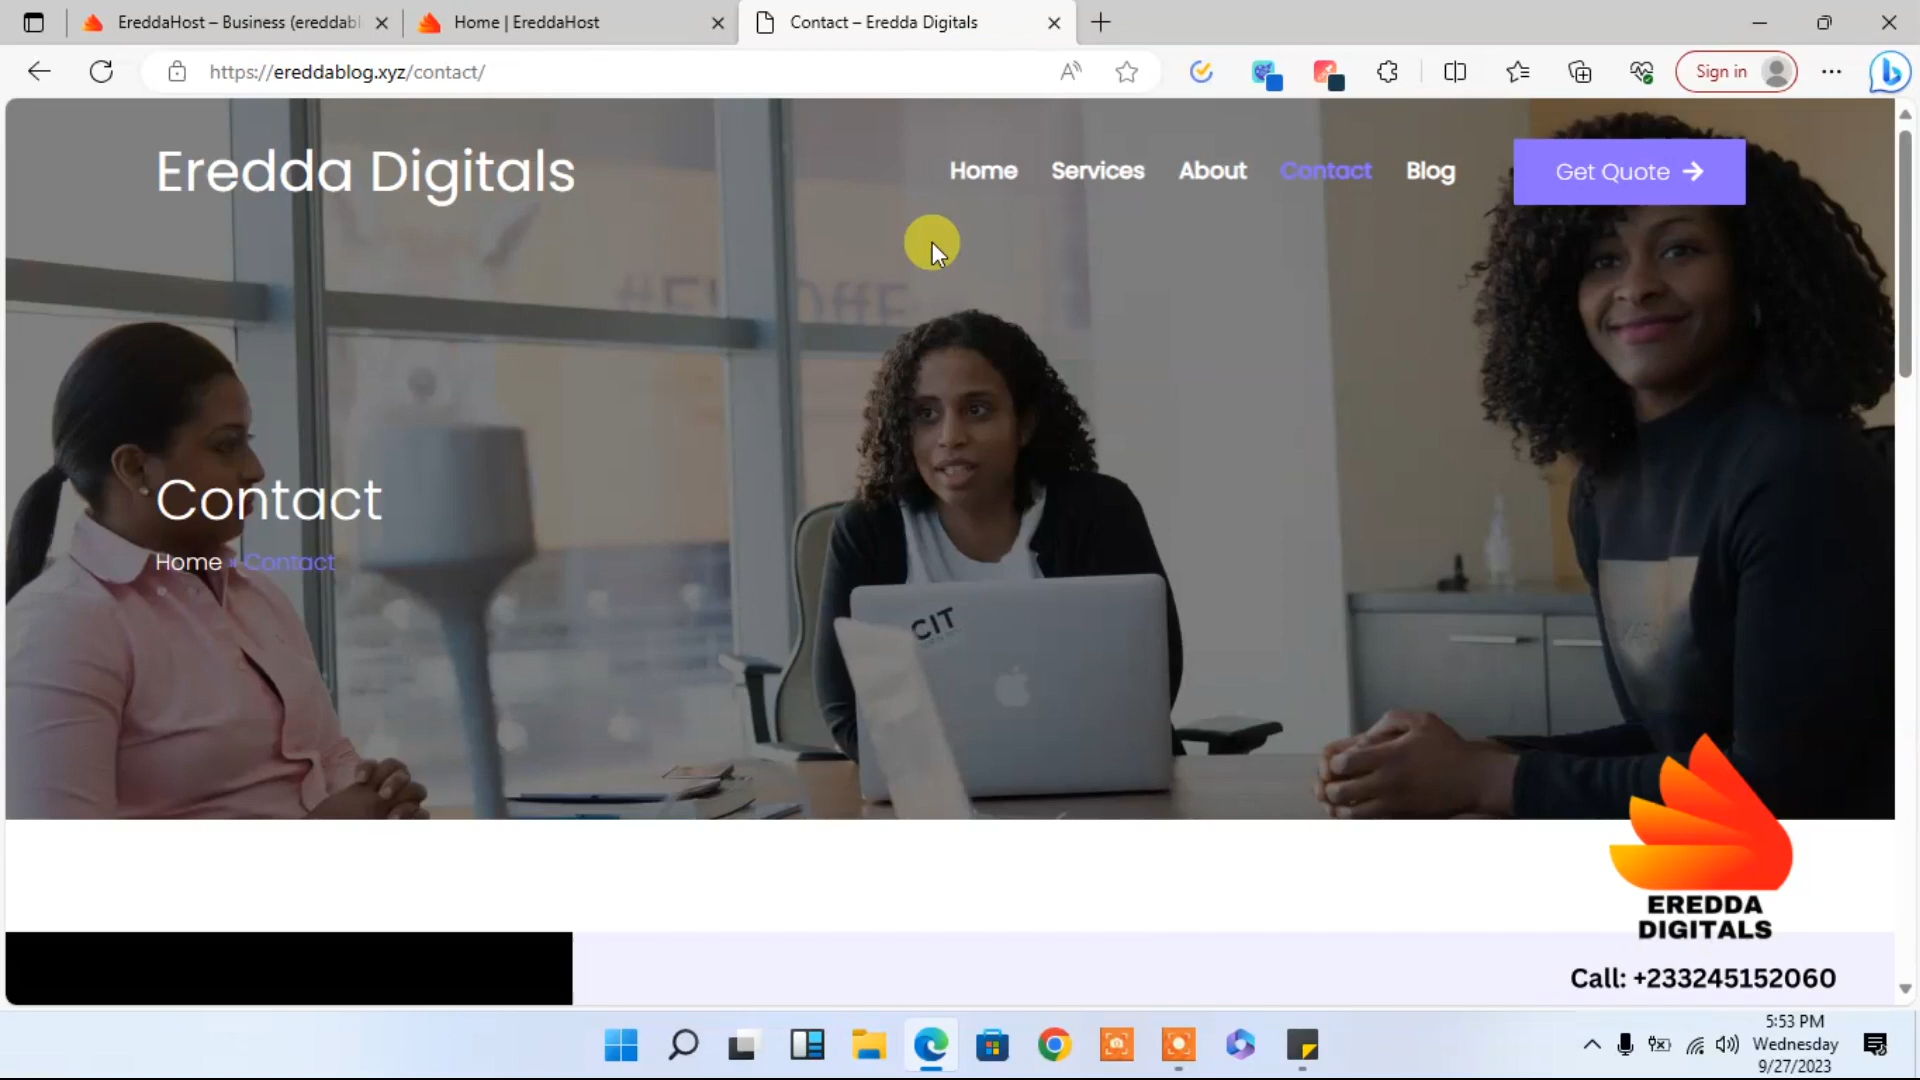 EreddaHost – Business (ereddabl
Home | EreddaHost
Contact – Eredda Digitals
https://ereddablog.xyz/contact/
Sign in
Eredda Digitals
Home
Services
About
Contact
Blog
Get Quote
Contact
Home » Contact
CIT
EREDDA
DIGITALS
Call: +233245152060
5:53 PM
Wednesday
9/27/2023